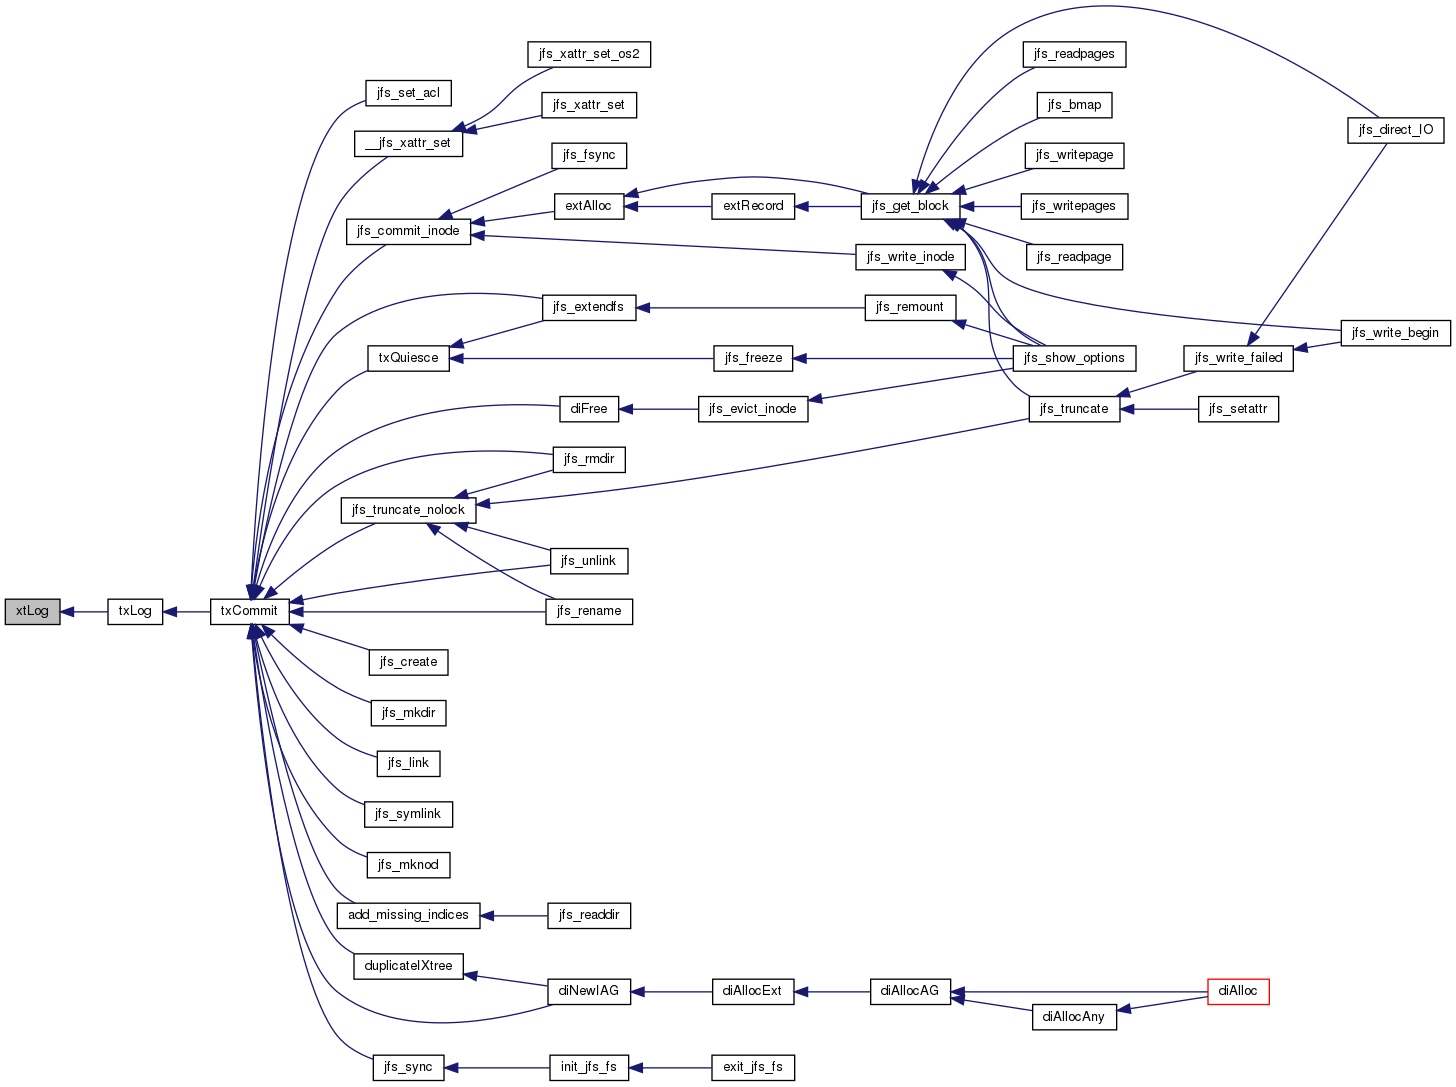 jfs_xattr_set_os2
jfs_readpages
jfs_set_acl
jfs_xattr_set
jfs_bmap
jfs_direct_IO
__jfs_xattr_set
jfs_fsync
jfs_writepage
extAlloc
extRecord
jfs_get_block
jfs_writepages
jfs_commit_inode
jfs_write_inode
jfs_readpage
jfs_extendfs
jfs_remount
jfs_write_begin
txQuiesce
jfs_freeze
jfs_show_options
jfs_write_failed
diFree
jfs_evict_inode
jfs_truncate
jfs_setattr
jfs_rmdir
jfs_truncate_nolock
jfs_unlink
xtLog
txLog
txCommit
jfs_rename
jfs_create
jfs_mkdir
jfs_link
jfs_symlink
jfs_mknod
add_missing_indices
jfs_readdir
duplicateIXtree
diNewIAG
diAllocExt
diAllocAG
diAlloc
diAllocAny
jfs_sync
init_jfs_fs
exit_jfs_fs